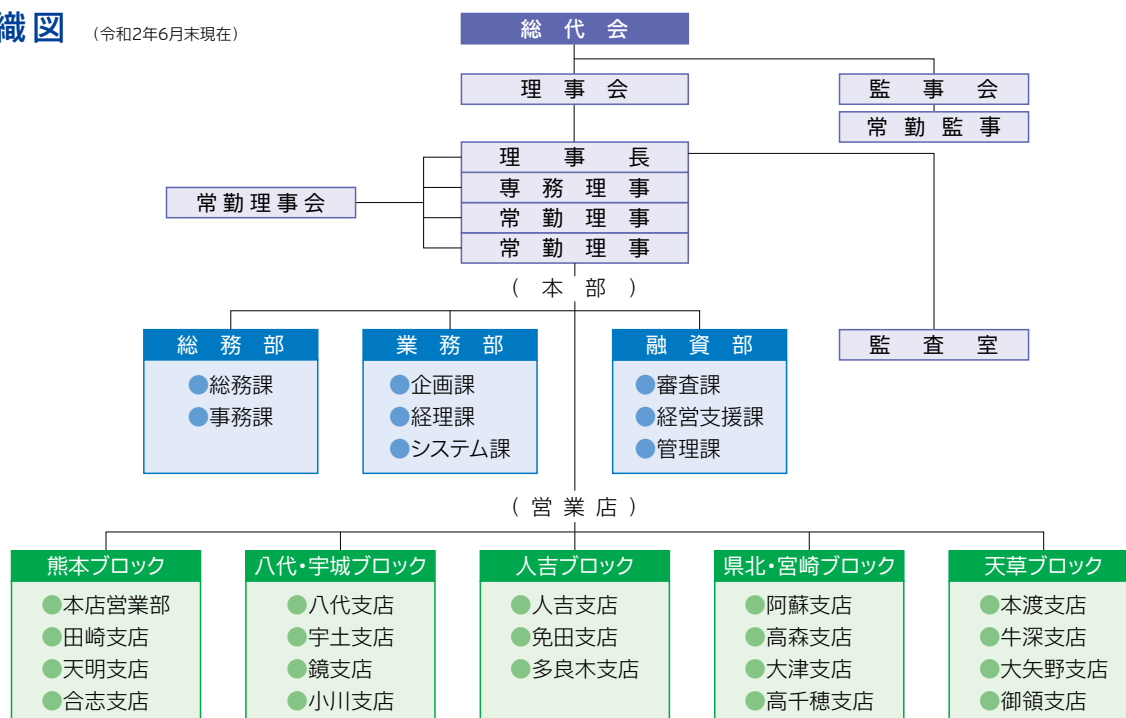 織図 (令和2年6月末現在)
総代会
理事会
監事会
常勤監事
理事長
専務理事
常勤理事
常勤理事
常勤理事会
(本部)
監査室
総務部
●総務課
●事務課
業務部
●企画課
●経理課
●システム課
融資部
●審査課
●経営支援課
●管理課
(営業店)
熊本ブロック
●本店営業部
●田崎支店
●天明支店
●合志支店
八代・宇城ブロック
●八代支店
●宇土支店
●鏡支店
●小川支店
人吉ブロック
●人吉支店
●免田支店
●多良木支店
県北・宮崎ブロック
●阿蘇支店
●高森支店
●大津支店
●高千穂支店
天草ブロック
●本渡支店
●牛深支店
●大矢野支店
●御領支店